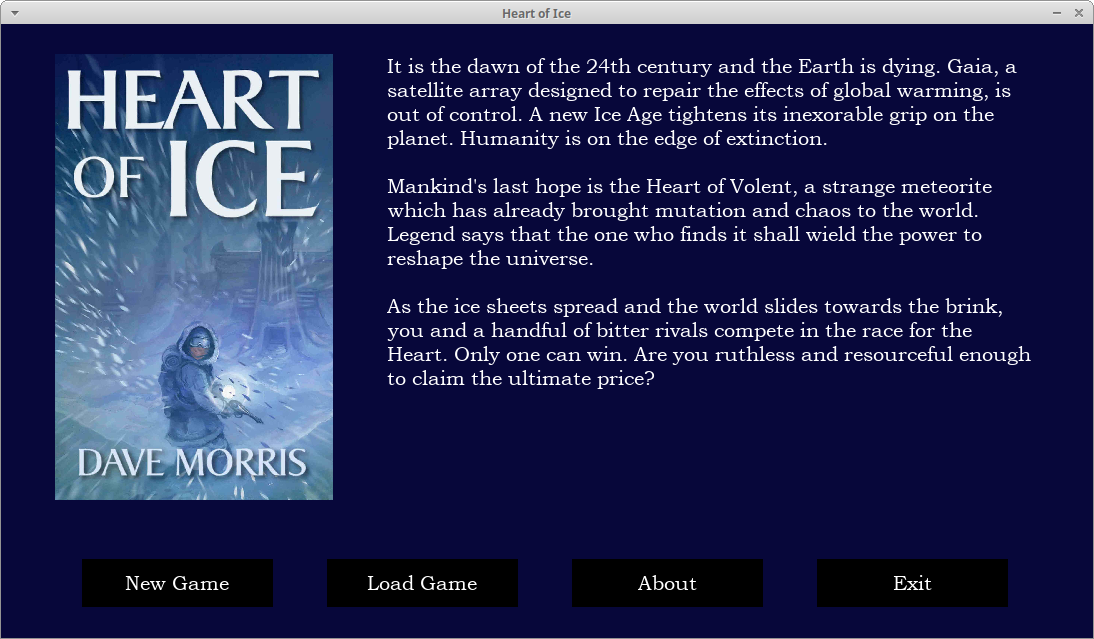 Heart of Ice
HEART
OF ICE
DAVE MORRIS
It is the dawn of the 24th century and the Earth is dying. Gaia, a
satellite array designed to repair the effects of global warming, is
out of control. A new Ice Age tightens its inexorable grip on the
planet. Humanity is on the edge of extinction.
Mankind's last hope is the Heart of Volent, a strange meteorite
which has already brought mutation and chaos to the world.
Legend says that the one who finds it shall wield the power to
reshape the universe.
As the ice sheets spread and the world slides towards the brink,
you and a handful of bitter rivals compete in the race for the
Heart. Only one can win. Are you ruthless and resourceful enough
to claim the ultimate price?
New Game
Load Game
About
Exit